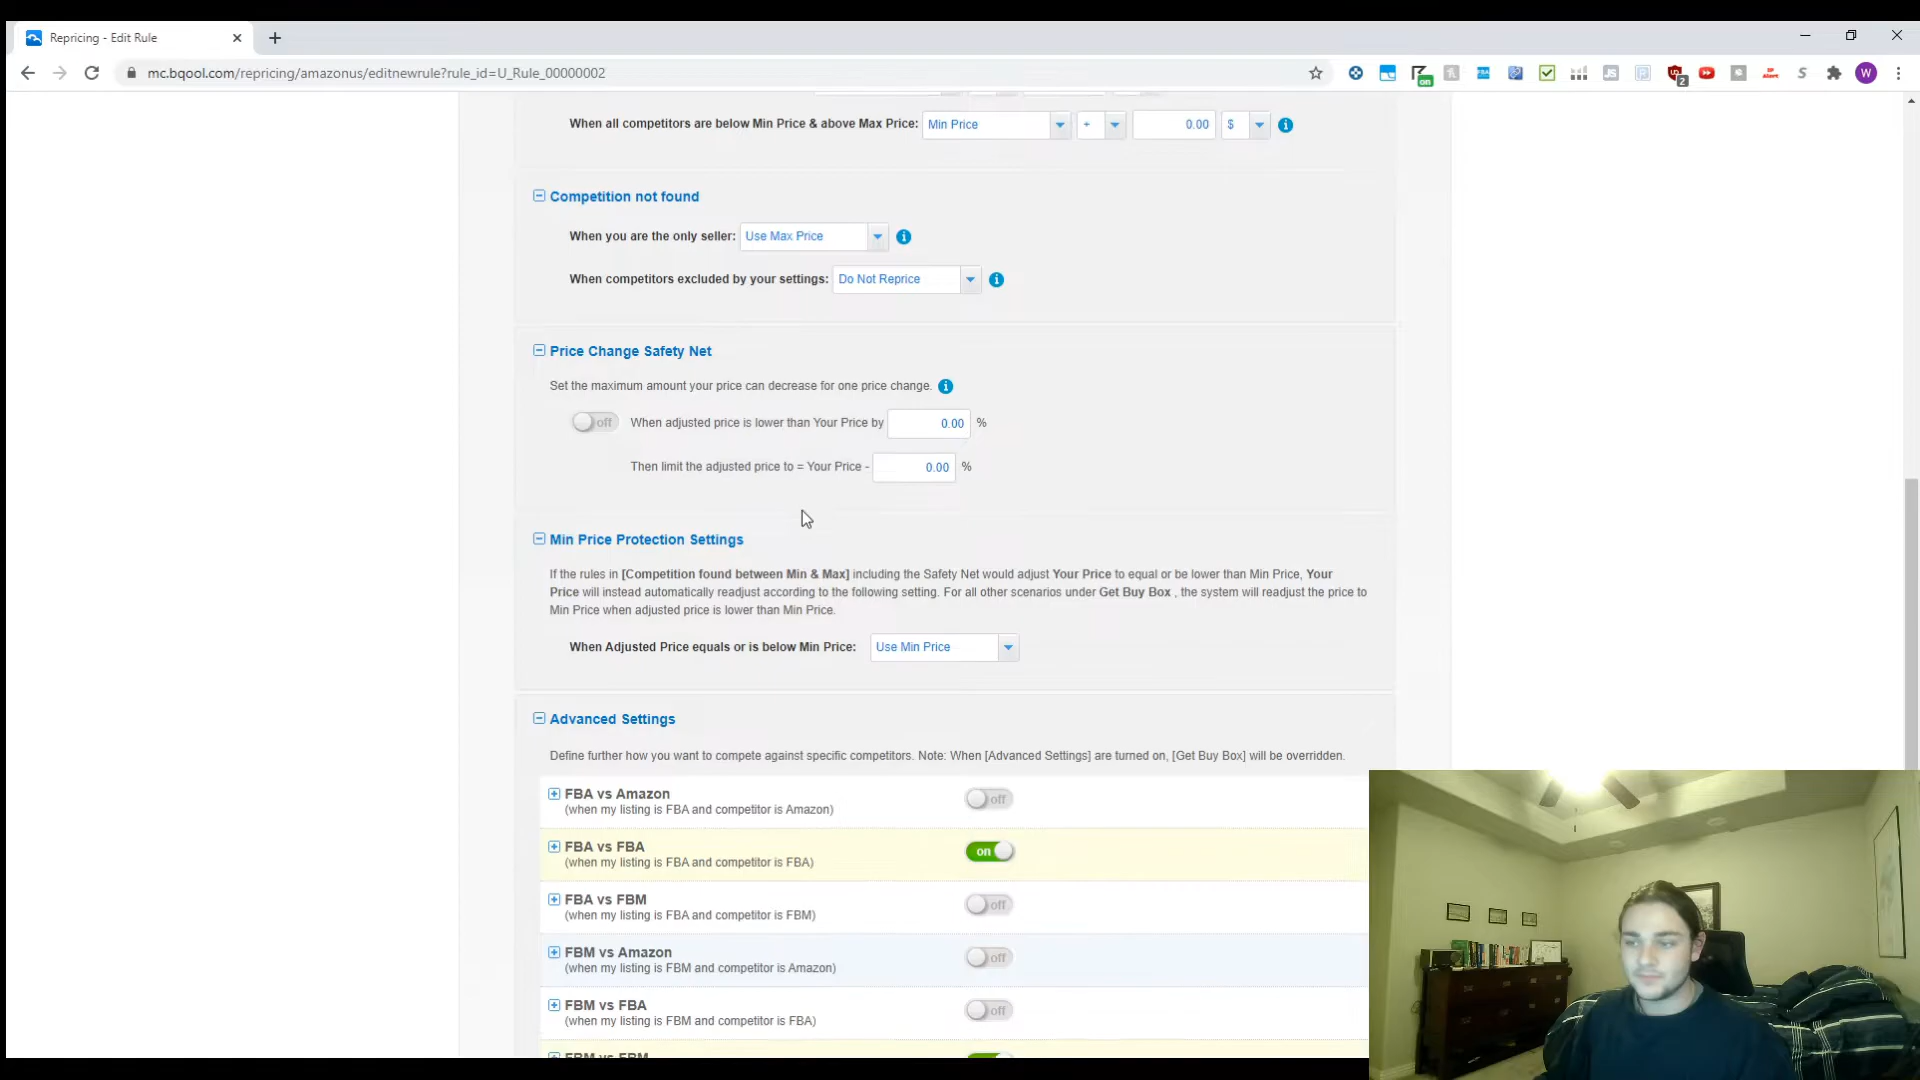 Repricing - Edit Rule
mc.bqool.com/repricing/amazonus/editnewrule?rule_id=U_Rule_00000002
When all competitors are below Min Price & above Max Price: Min Price + 0.00 $
Competition not found
When you are the only seller: Use Max Price
When competitors excluded by your settings: Do Not Reprice
Price Change Safety Net
Set the maximum amount your price can decrease for one price change.
off When adjusted price is lower than Your Price by 0.00 %
Then limit the adjusted price to = Your Price - 0.00 %
Min Price Protection Settings
If the rules in [Competition found between Min & Max] including the Safety Net would adjust Your Price to equal or be lower than Min Price, Your
Price will instead automatically readjust according to the following setting. For all other scenarios under Get Buy Box , the system will readjust the price to
Min Price when adjusted price is lower than Min Price.
When Adjusted Price equals or is below Min Price: Use Min Price
Advanced Settings
Define further how you want to compete against specific competitors. Note: When [Advanced Settings] are turned on, [Get Buy Box] will be overridden.
FBA vs Amazon off
(when my listing is FBA and competitor is Amazon)
FBA vs FBA on
(when my listing is FBA and competitor is FBA)
FBA vs FBM off
(when my listing is FBA and competitor is FBM)
FBM vs Amazon off
(when my listing is FBM and competitor is Amazon)
FBM vs FBA off
(when my listing is FBM and competitor is FBA)
FBM vs FBM